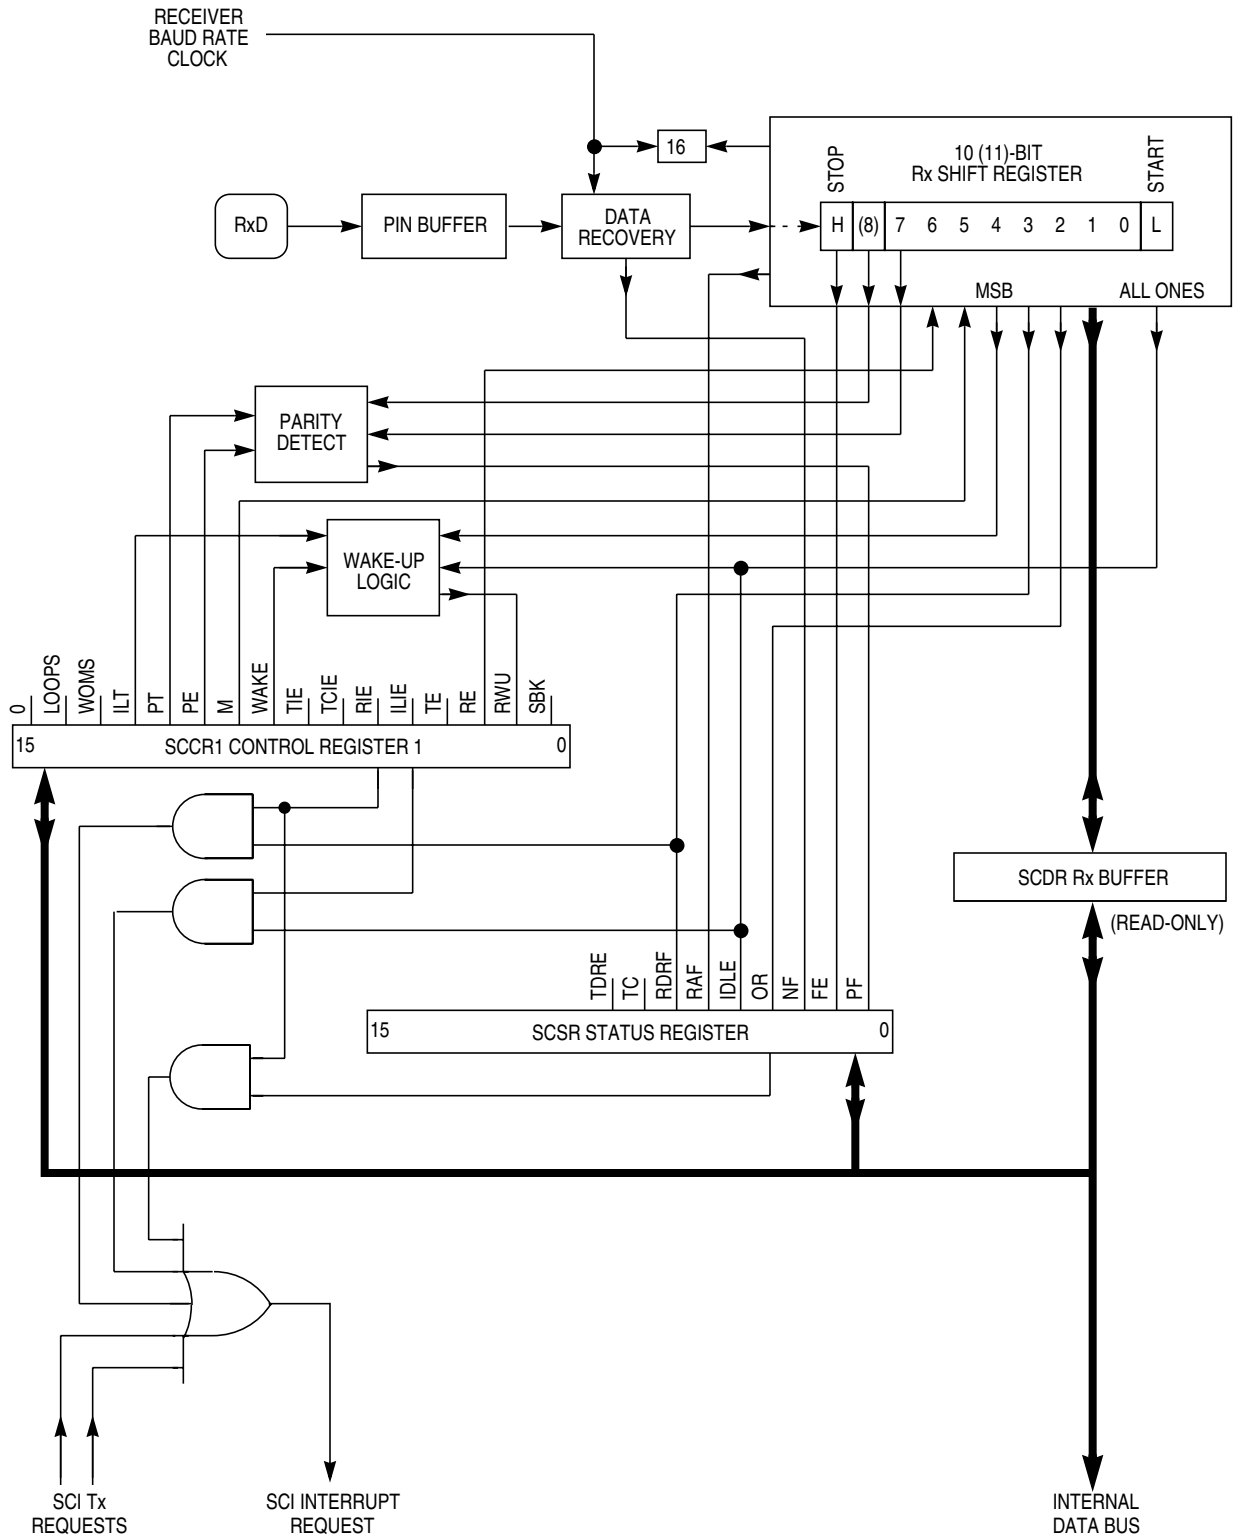 RECEIVER
BAUD RATE
CLOCK
16
10 (11)-BIT
Rx SHIFT REGISTER
STOP
START
RxD
PIN BUFFER
DATA
RECOVERY
H (8) 7 6 5 4 3 2 1 0 L
MSB
ALL ONES
PARITY
DETECT
WAKE-UP
LOGIC
0
LOOPS
WOMS
ILT
PT
PE
M
WAKE
TIE
TCIE
RIE
ILIE
TE
RE
RWU
SBK
15 SCCR1 CONTROL REGISTER 1 0
SCDR Rx BUFFER
(READ-ONLY)
TDRE
TC
RDRF
RAF
IDLE
OR
NF
FE
PF
15 SCSR STATUS REGISTER 0
SCI Tx
REQUESTS
SCI INTERRUPT
REQUEST
INTERNAL
DATA BUS